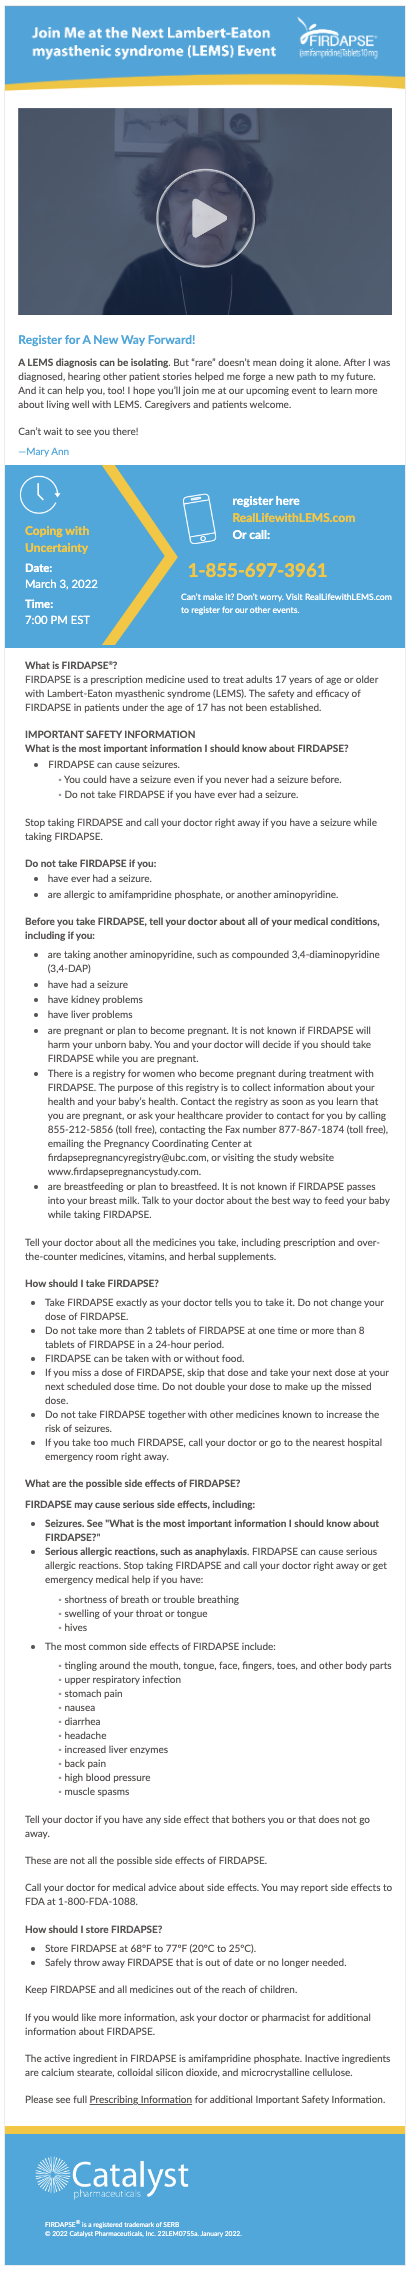 Join Me at the Next Lambert-Eaton
myasthenic syndrome (LEMS) Event
FIRDAPSE®
(amifampridine) Tablets 10 mg
Register for A New Way Forward!
A LEMS diagnosis can be isolating. But “rare” doesn’t mean doing it alone. After I was
diagnosed, hearing other patient stories helped me forge a new path to my future.
And it can help you, too! I hope you’ll join me at our upcoming event to learn more
about living well with LEMS. Caregivers and patients welcome.
Can’t wait to see you there!
—Mary Ann
Coping with
Uncertainty
Date:
March 3, 2022
Time:
7:00 PM EST
register here
RealLifewithLEMS.com
Or call:
1-855-697-3961
Can’t make it? Don’t worry. Visit RealLifewithLEMS.com
to register for our other events.
What is FIRDAPSE®?
FIRDAPSE is a prescription medicine used to treat adults 17 years of age or older
with Lambert-Eaton myasthenic syndrome (LEMS). The safety and efficacy of
FIRDAPSE in patients under the age of 17 has not been established.
IMPORTANT SAFETY INFORMATION
What is the most important information I should know about FIRDAPSE?
• FIRDAPSE can cause seizures.
- You could have a seizure even if you never had a seizure before.
- Do not take FIRDAPSE if you have ever had a seizure.
Stop taking FIRDAPSE and call your doctor right away if you have a seizure while
taking FIRDAPSE.
Do not take FIRDAPSE if you:
• have ever had a seizure.
• are allergic to amifampridine phosphate, or another aminopyridine.
Before you take FIRDAPSE, tell your doctor about all of your medical conditions,
including if you:
• are taking another aminopyridine, such as compounded 3,4-diaminopyridine
(3,4-DAP)
• have had a seizure
• have kidney problems
• have liver problems
• are pregnant or plan to become pregnant. It is not known if FIRDAPSE will
harm your unborn baby. You and your doctor will decide if you should take
FIRDAPSE while you are pregnant.
• There is a registry for women who become pregnant during treatment with
FIRDAPSE. The purpose of this registry is to collect information about your
health and your baby’s health. Contact the registry as soon as you learn that
you are pregnant, or ask your healthcare provider to contact for you by calling
855-212-5856 (toll free), contacting the Fax number 877-867-1874 (toll free),
emailing the Pregnancy Coordinating Center at
firdapsepregnancyregistry@ubc.com, or visiting the study website
www.firdapsepregnancystudy.com.
• are breastfeeding or plan to breastfeed. It is not known if FIRDAPSE passes
into your breast milk. Talk to your doctor about the best way to feed your baby
while taking FIRDAPSE.
Tell your doctor about all the medicines you take, including prescription and over-
the-counter medicines, vitamins, and herbal supplements.
How should I take FIRDAPSE?
• Take FIRDAPSE exactly as your doctor tells you to take it. Do not change your
dose of FIRDAPSE.
• Do not take more than 2 tablets of FIRDAPSE at one time or more than 8
tablets of FIRDAPSE in a 24-hour period.
• FIRDAPSE can be taken with or without food.
• If you miss a dose of FIRDAPSE, skip that dose and take your next dose at your
next scheduled dose time. Do not double your dose to make up the missed
dose.
• Do not take FIRDAPSE together with other medicines known to increase the
risk of seizures.
• If you take too much FIRDAPSE, call your doctor or go to the nearest hospital
emergency room right away.
What are the possible side effects of FIRDAPSE?
FIRDAPSE may cause serious side effects, including:
• Seizures. See "What is the most important information I should know about
FIRDAPSE?"
• Serious allergic reactions, such as anaphylaxis. FIRDAPSE can cause serious
allergic reactions. Stop taking FIRDAPSE and call your doctor right away or get
emergency medical help if you have:
- shortness of breath or trouble breathing
- swelling of your throat or tongue
- hives
• The most common side effects of FIRDAPSE include:
- tingling around the mouth, tongue, face, fingers, toes, and other body parts
- upper respiratory infection
- stomach pain
- nausea
- diarrhea
- headache
- increased liver enzymes
- back pain
- high blood pressure
- muscle spasms
Tell your doctor if you have any side effect that bothers you or that does not go
away.
These are not all the possible side effects of FIRDAPSE.
Call your doctor for medical advice about side effects. You may report side effects to
FDA at 1-800-FDA-1088.
How should I store FIRDAPSE?
• Store FIRDAPSE at 68ºF to 77ºF (20ºC to 25ºC).
• Safely throw away FIRDAPSE that is out of date or no longer needed.
Keep FIRDAPSE and all medicines out of the reach of children.
If you would like more information, ask your doctor or pharmacist for additional
information about FIRDAPSE.
The active ingredient in FIRDAPSE is amifampridine phosphate. Inactive ingredients
are calcium stearate, colloidal silicon dioxide, and microcrystalline cellulose.
Please see full Prescribing Information for additional Important Safety Information.
Catalyst
pharmaceuticals
FIRDAPSE® is a registered trademark of SERB
© 2022 Catalyst Pharmaceuticals, Inc. 22LEM0755a. January 2022.